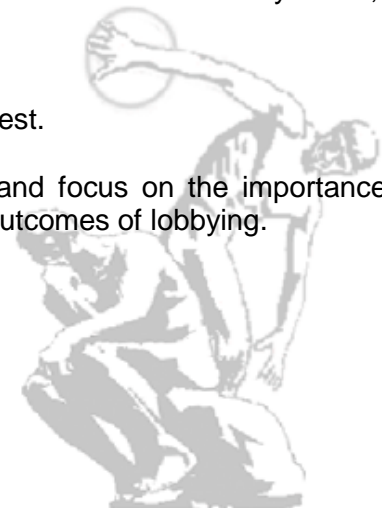 est.
and focus on the importance
utcomes of lobbying.